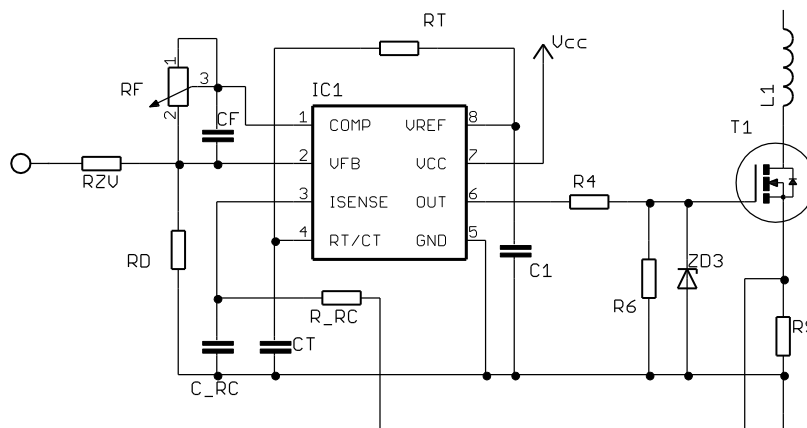 RT
Vcc
1
RF
3
2
IC1
CF
L1
T1
1 COMP VREF 8
2 VFB VCC 7
3 ISENSE OUT 6
4 RT/CT GND 5
RZV
R4
RD
C1
ZD3
R6
R_RC
CT
C_RC